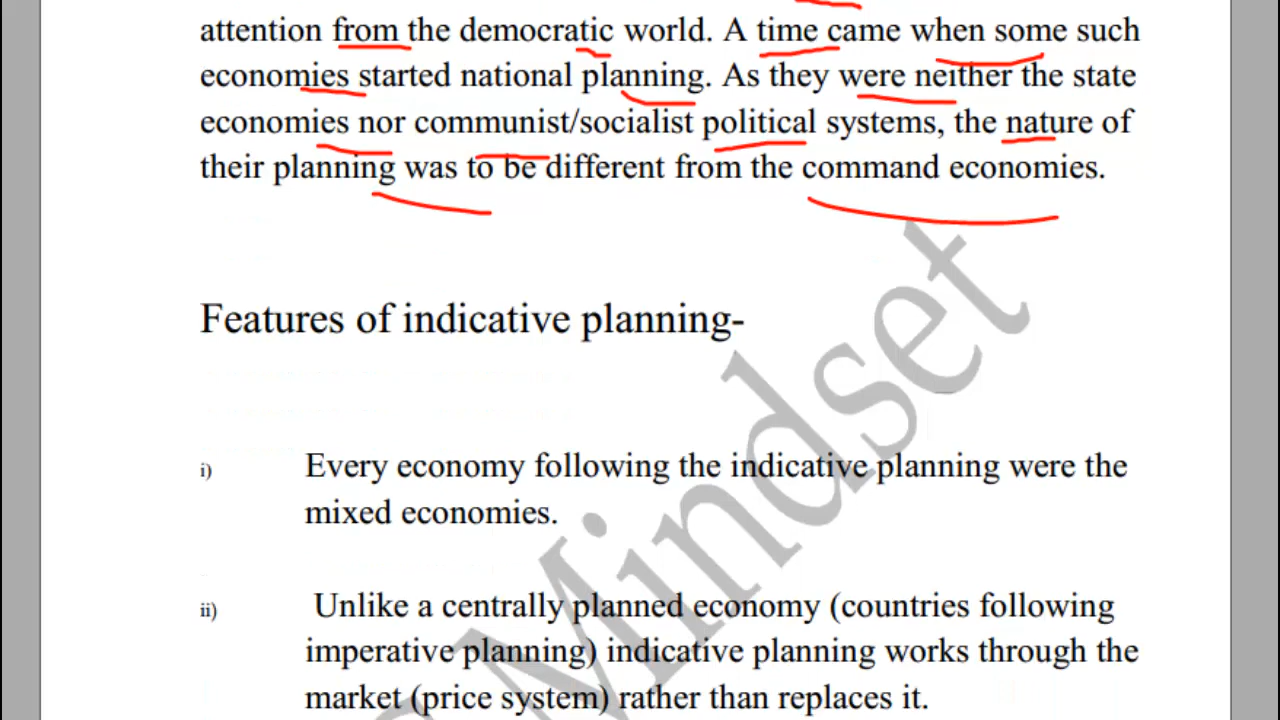 attention from the democratic world. A time came when some such
economies started national planning. As they were neither the state
economies nor communist/socialist political systems, the nature of
their planning was to be different from the command economies.
Features of indicative planning-
i) Every economy following the indicative planning were the
mixed economies.
ii) Unlike a centrally planned economy (countries following
imperative planning) indicative planning works through the
market (price system) rather than replaces it.
Mindset